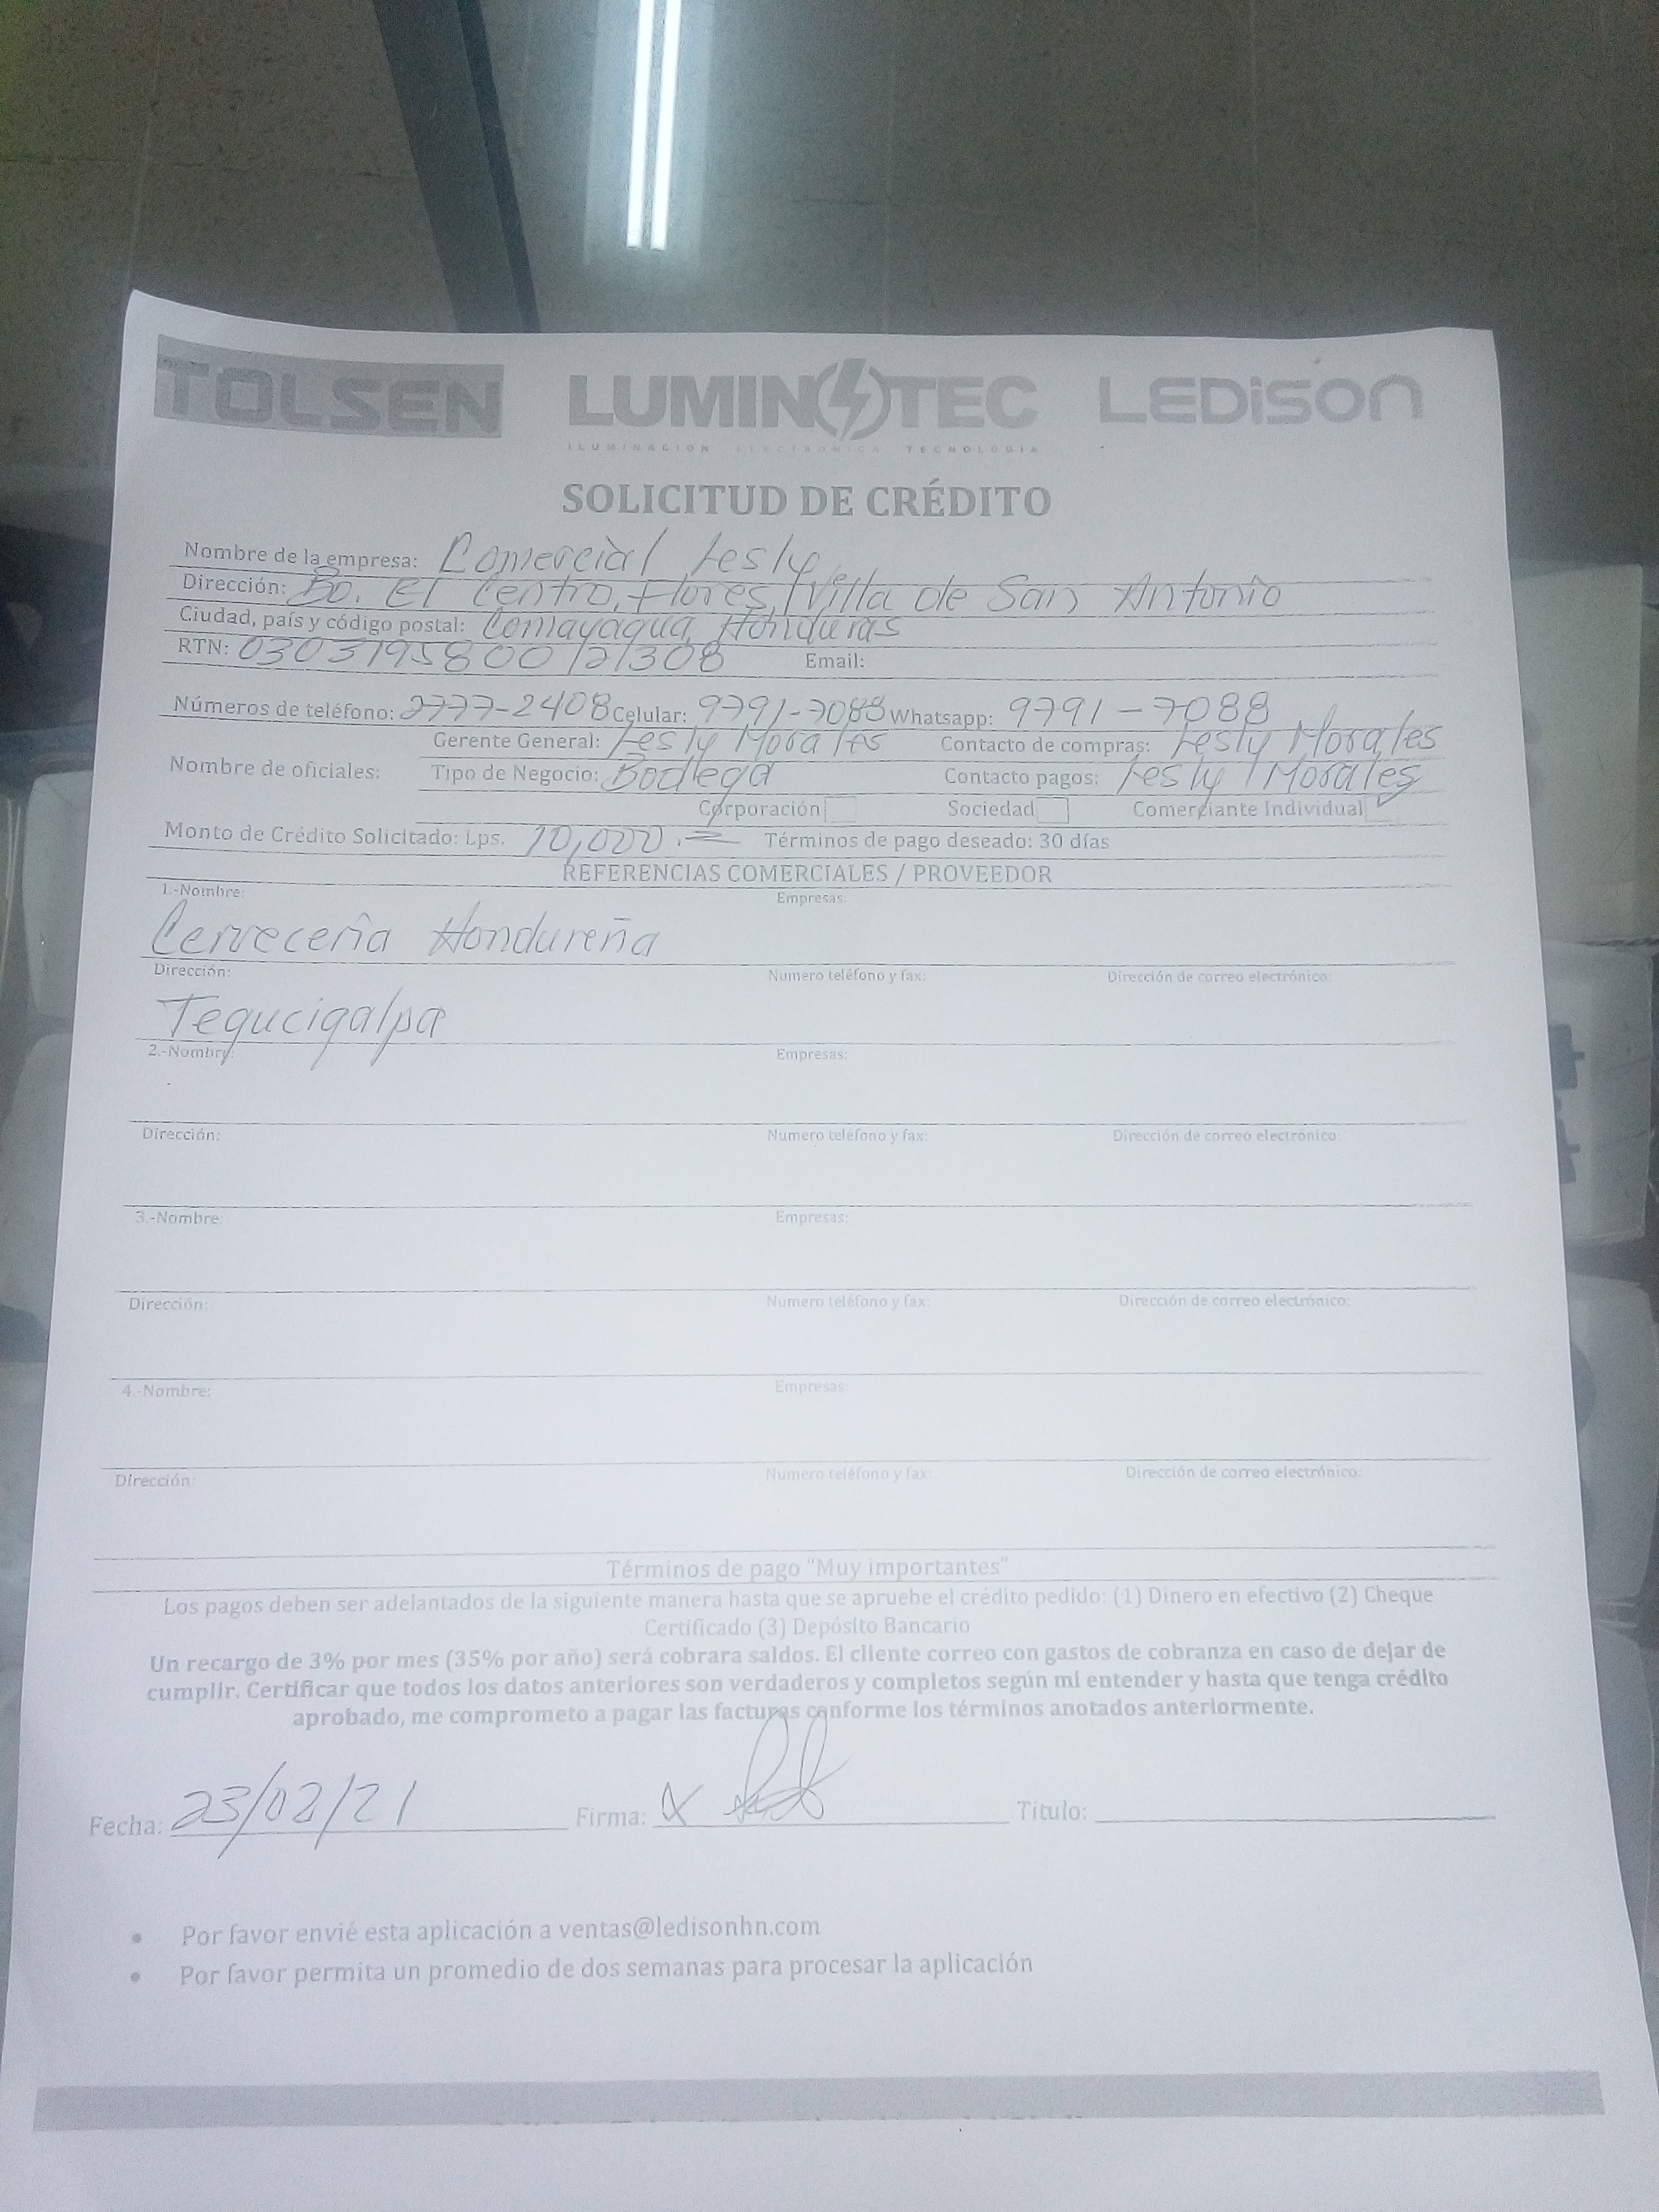 TOLSEN LUMINOTEC LEDISON
ILUMINACION ELECTRONICA TECNOLOGIA
SOLICITUD DE CRÉDITO
Nombre de la empresa: Comercial Lesly
Dirección: Bo. El Centro, Flores, Villa de San Antonio
Ciudad, país y código postal: Comayagua, Honduras
RTN: 0303195800121308 Email:
Números de teléfono: 2777-2408 Celular: 9791-7088 Whatsapp: 9791-7088
Gerente General: Lesly Morales Contacto de compras: Lesly Morales
Nombre de oficiales: Tipo de Negocio: Bodega Contacto pagos: Lesly Morales
Corporación Sociedad Comerciante Individual
Monto de Crédito Solicitado: Lps. 10,000.= Términos de pago deseado: 30 días
REFERENCIAS COMERCIALES / PROVEEDOR
1.-Nombre: Empresas:
Cervecería Hondureña
Dirección: Numero teléfono y fax: Dirección de correo electrónico:
Tegucigalpa
2.-Nombre: Empresas:
Dirección: Numero teléfono y fax: Dirección de correo electrónico:
3.-Nombre: Empresas:
Dirección: Numero teléfono y fax: Dirección de correo electrónico:
4.-Nombre: Empresas:
Dirección: Numero teléfono y fax: Dirección de correo electrónico:
Términos de pago "Muy importantes"
Los pagos deben ser adelantados de la siguiente manera hasta que se apruebe el crédito pedido: (1) Dinero en efectivo (2) Cheque
Certificado (3) Depósito Bancario
Un recargo de 3% por mes (35% por año) será cobrara saldos. El cliente correo con gastos de cobranza en caso de dejar de
cumplir. Certificar que todos los datos anteriores son verdaderos y completos según mi entender y hasta que tenga crédito
aprobado, me comprometo a pagar las facturas conforme los términos anotados anteriormente.
Fecha: 23/02/21 Firma: X Titulo:
• Por favor envié esta aplicación a ventas@ledisonhn.com
• Por favor permita un promedio de dos semanas para procesar la aplicación